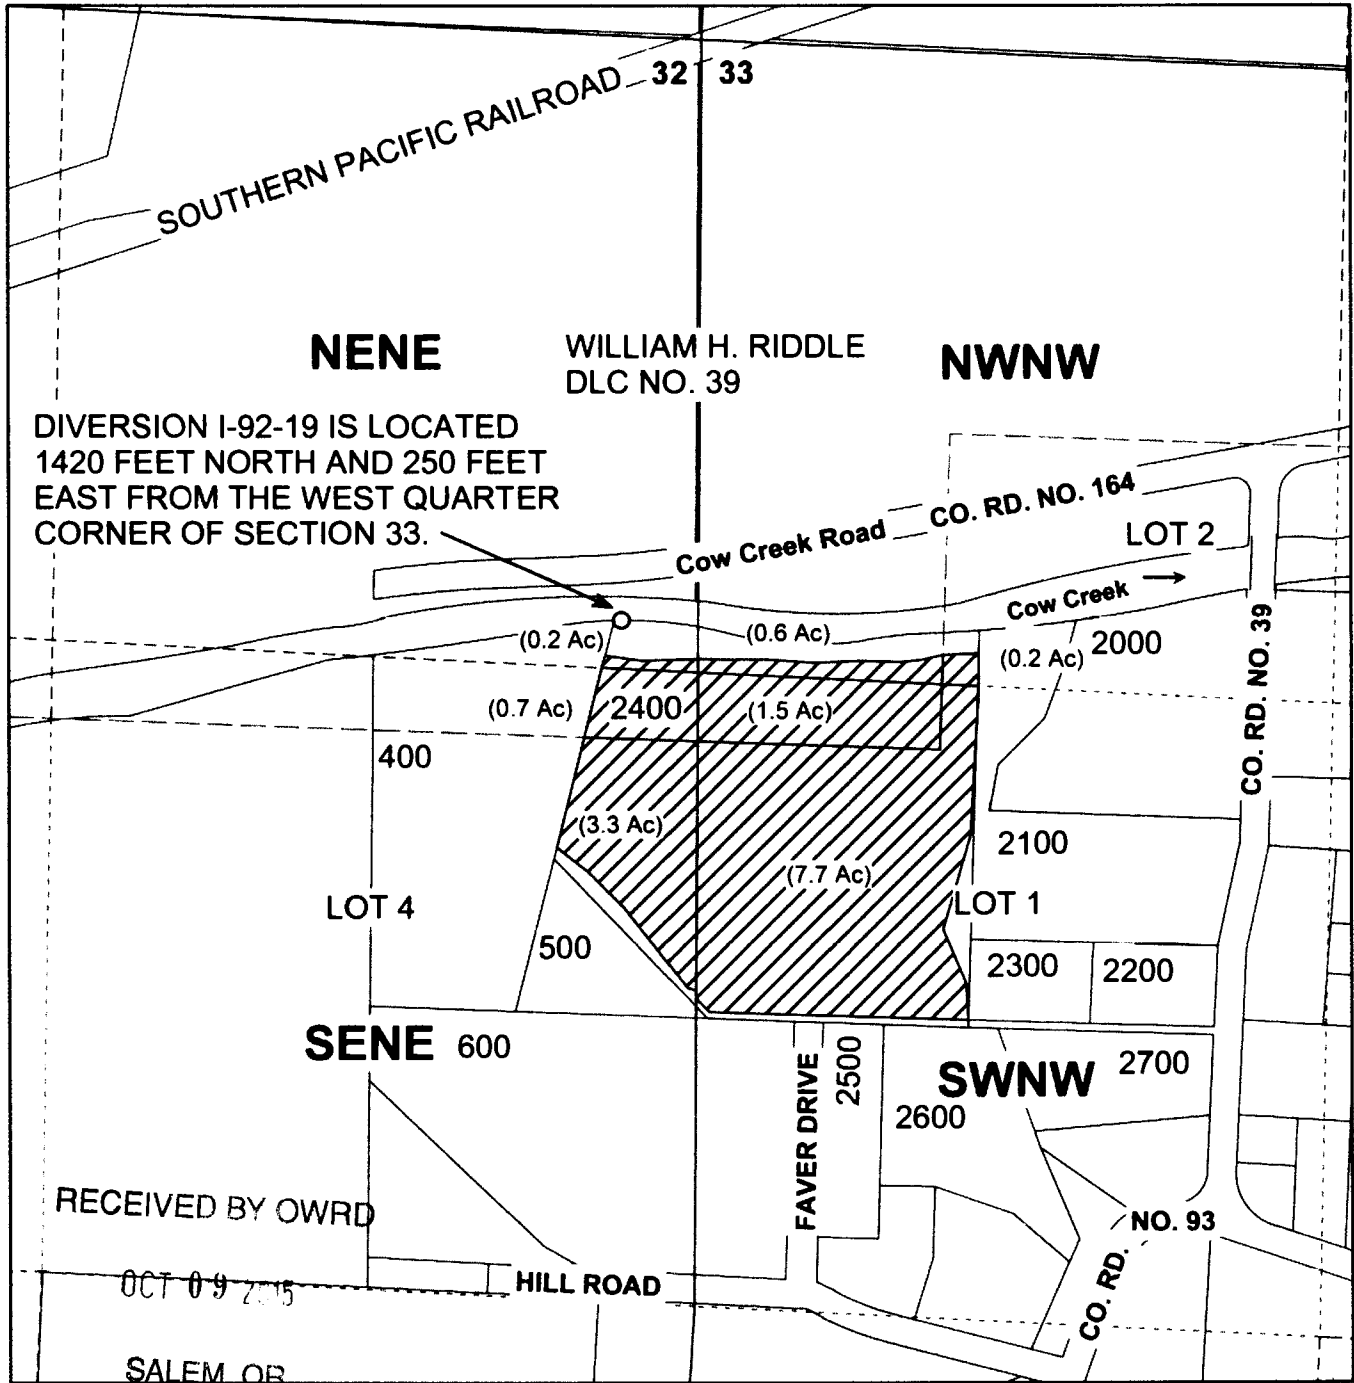 32 33
SOUTHERN PACIFIC RAILROAD
NENE
WILLIAM H. RIDDLE
DLC NO. 39
NWNW
DIVERSION I-92-19 IS LOCATED
1420 FEET NORTH AND 250 FEET
EAST FROM THE WEST QUARTER
CORNER OF SECTION 33.
CO. RD. NO. 164
Cow Creek Road
LOT 2
Cow Creek
CO. RD. NO. 39
(0.2 Ac)
(0.6 Ac)
(0.2 Ac)
2000
(0.7 Ac)
2400
(1.5 Ac)
400
(3.3 Ac)
2100
(7.7 Ac)
LOT 4
LOT 1
500
2300
2200
SENE
600
FAVER DRIVE
2500
SWNW
2700
2600
RECEIVED BY OWRD
NO. 93
CO. RD.
HILL ROAD
OCT 09 2015
SALEM, OR